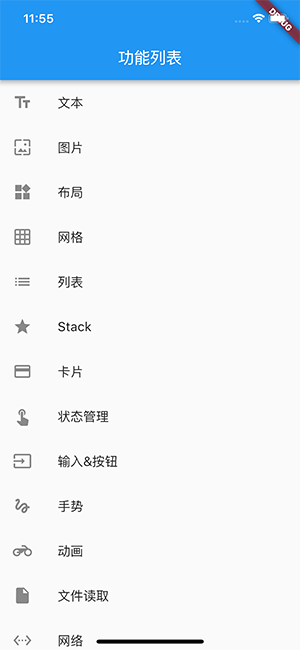 11:55
DEBUG
功能列表
文本
图片
布局
网格
列表
Stack
卡片
状态管理
输入&按钮
手势
动画
文件读取
网络